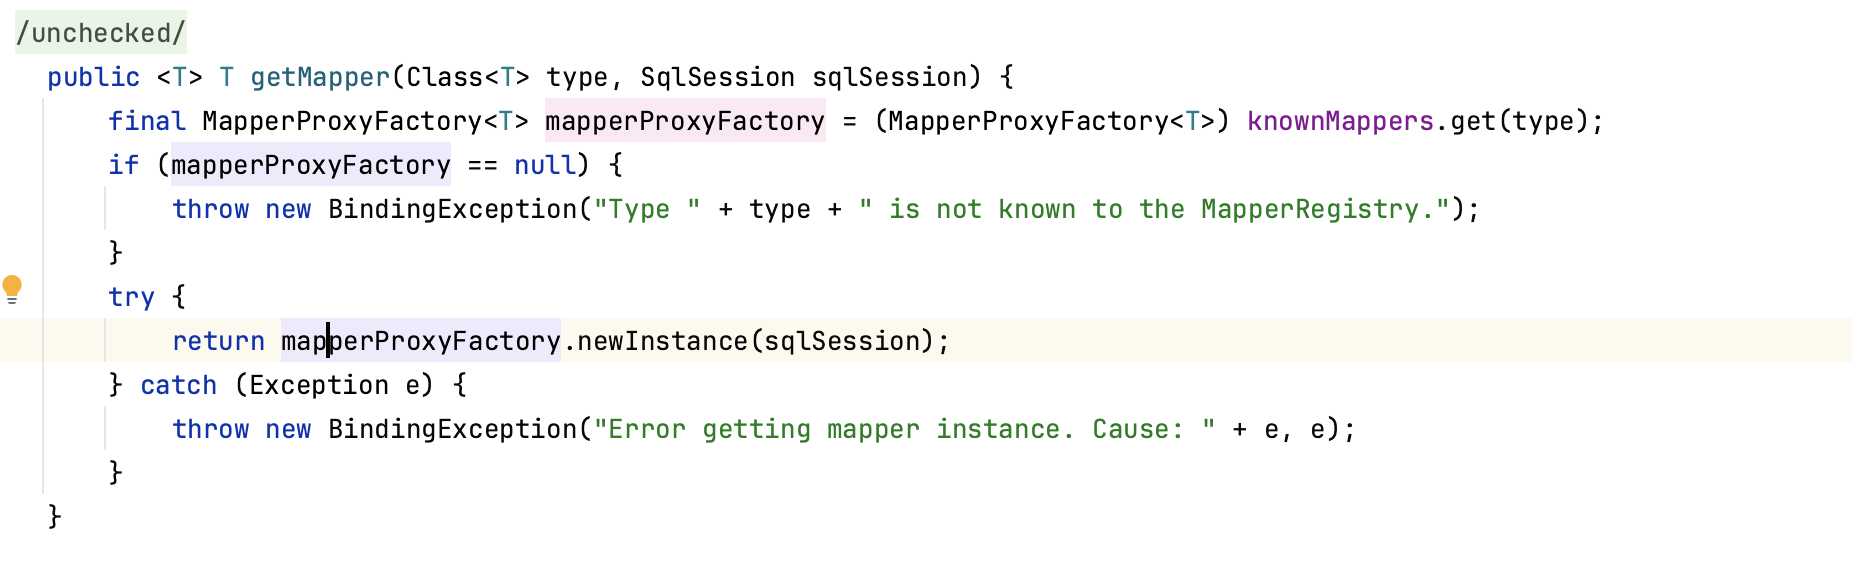 /unchecked/
public <T> T getMapper(Class<T> type, SqlSession sqlSession) {
final MapperProxyFactory<T> mapperProxyFactory = (MapperProxyFactory<T>) knownMappers.get(type);
if (mapperProxyFactory == null) {
throw new BindingException("Type " + type + " is not known to the MapperRegistry.");
}
try {
return mapperProxyFactory.newInstance(sqlSession);
} catch (Exception e) {
throw new BindingException("Error getting mapper instance. Cause: " + e, e);
}
}